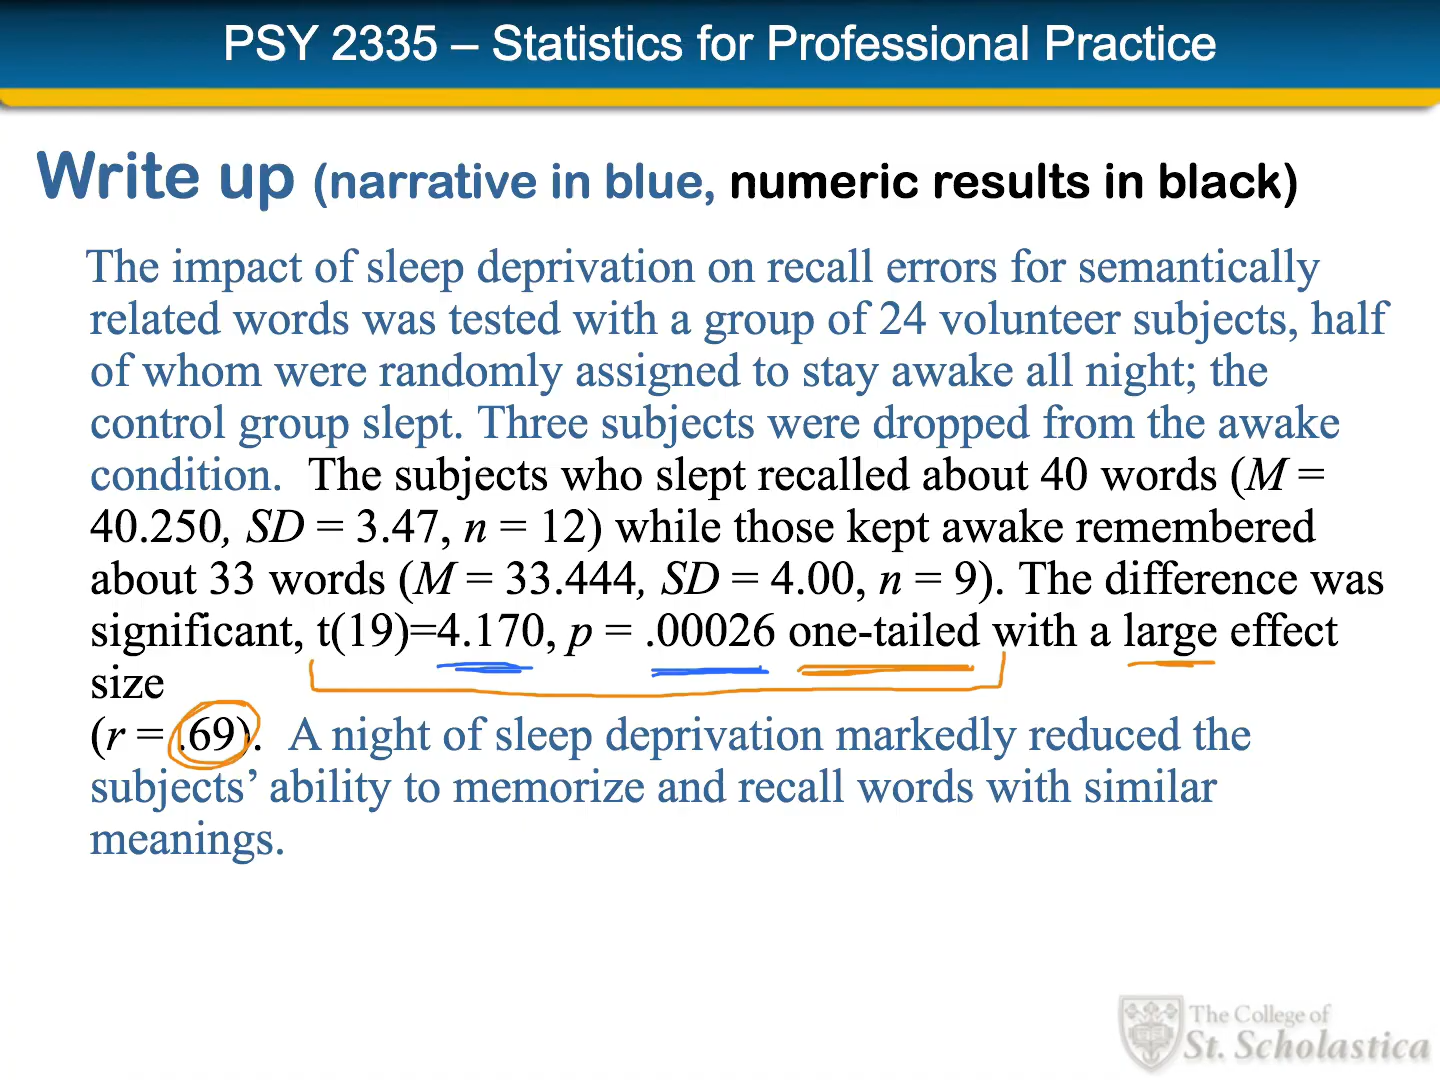 PSY 2335 – Statistics for Professional Practice
Write up (narrative in blue, numeric results in black)
The impact of sleep deprivation on recall errors for semantically
related words was tested with a group of 24 volunteer subjects, half
of whom were randomly assigned to stay awake all night; the
control group slept. Three subjects were dropped from the awake
condition. The subjects who slept recalled about 40 words (M =
40.250, SD = 3.47, n = 12) while those kept awake remembered
about 33 words (M = 33.444, SD = 4.00, n = 9). The difference was
significant, t(19)=4.170, p = .00026 one-tailed with a large effect
size
(r = .69). A night of sleep deprivation markedly reduced the
subjects’ ability to memorize and recall words with similar
meanings.
The College of
St. Scholastica